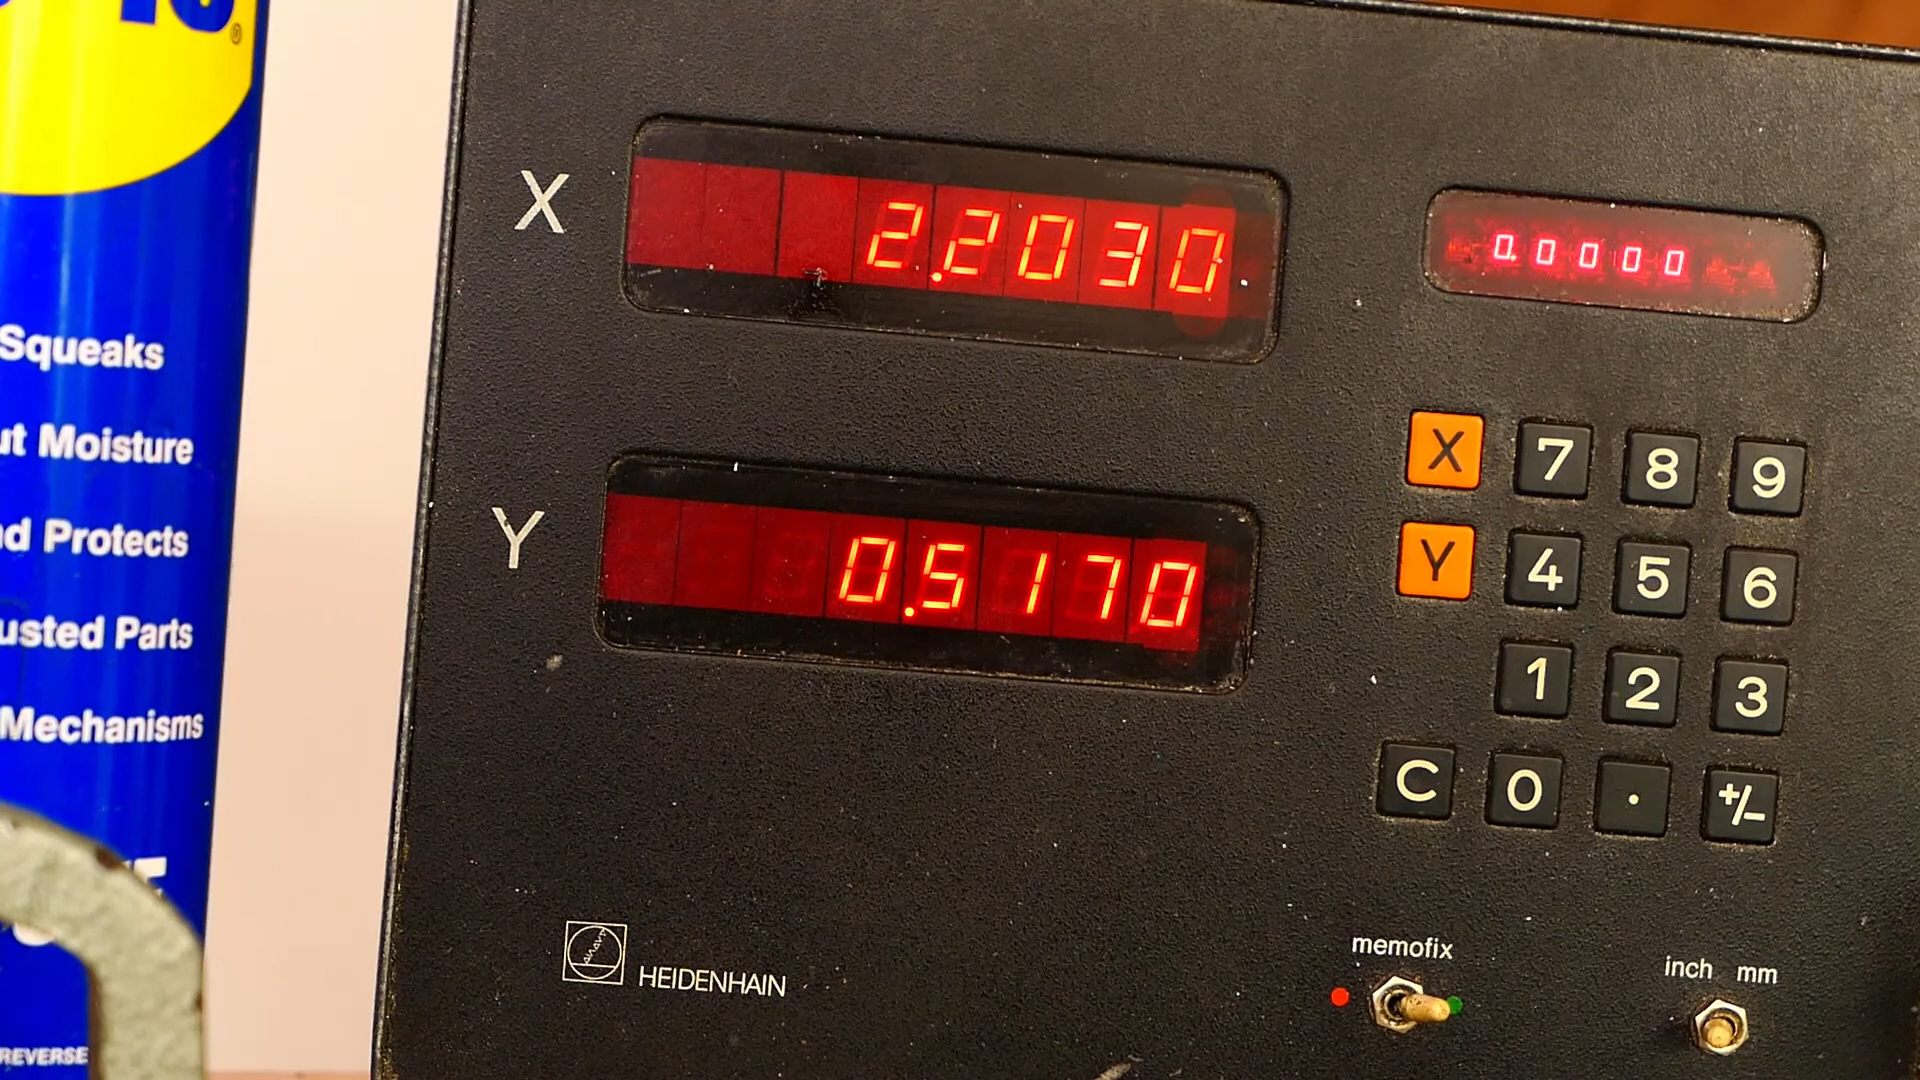 ®
Squeaks
ut Moisture
nd Protects
usted Parts
Mechanisms
REVERSE
X
2.2030
0.0000
Y
0.5170
X 7 8 9
Y 4 5 6
1 2 3
C 0 . +/-
HEIDENHAIN
memofix
inch mm